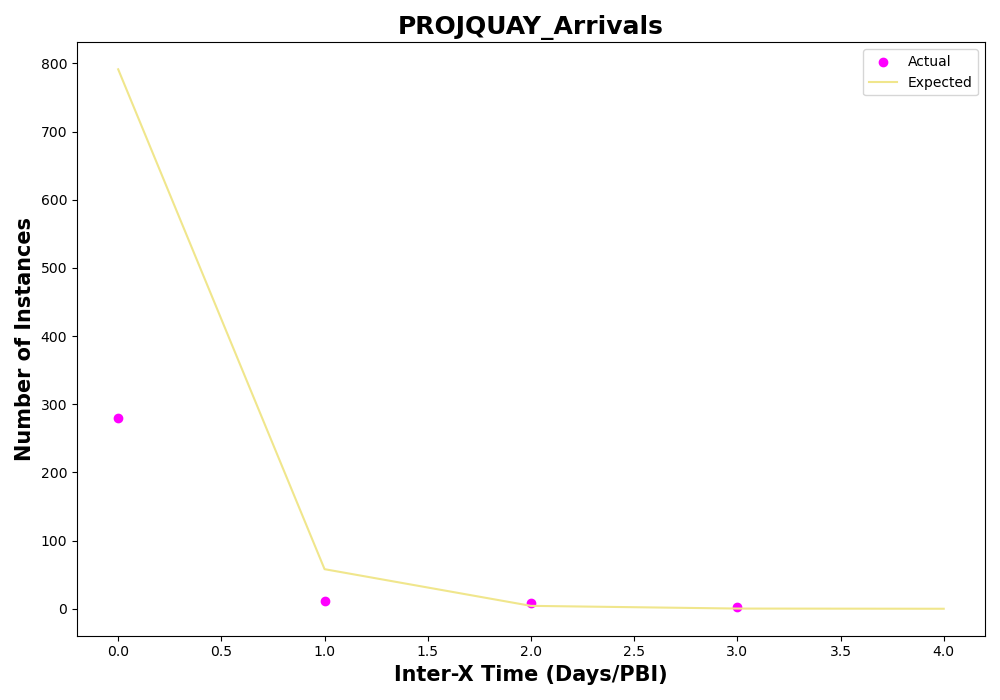 PROJQUAY_Arrivals
Actual
Expected
Number of Instances
800
700
600
500
400
300
200
100
0
0.0 0.5 1.0 1.5 2.0 2.5 3.0 3.5 4.0
Inter-X Time (Days/PBI)